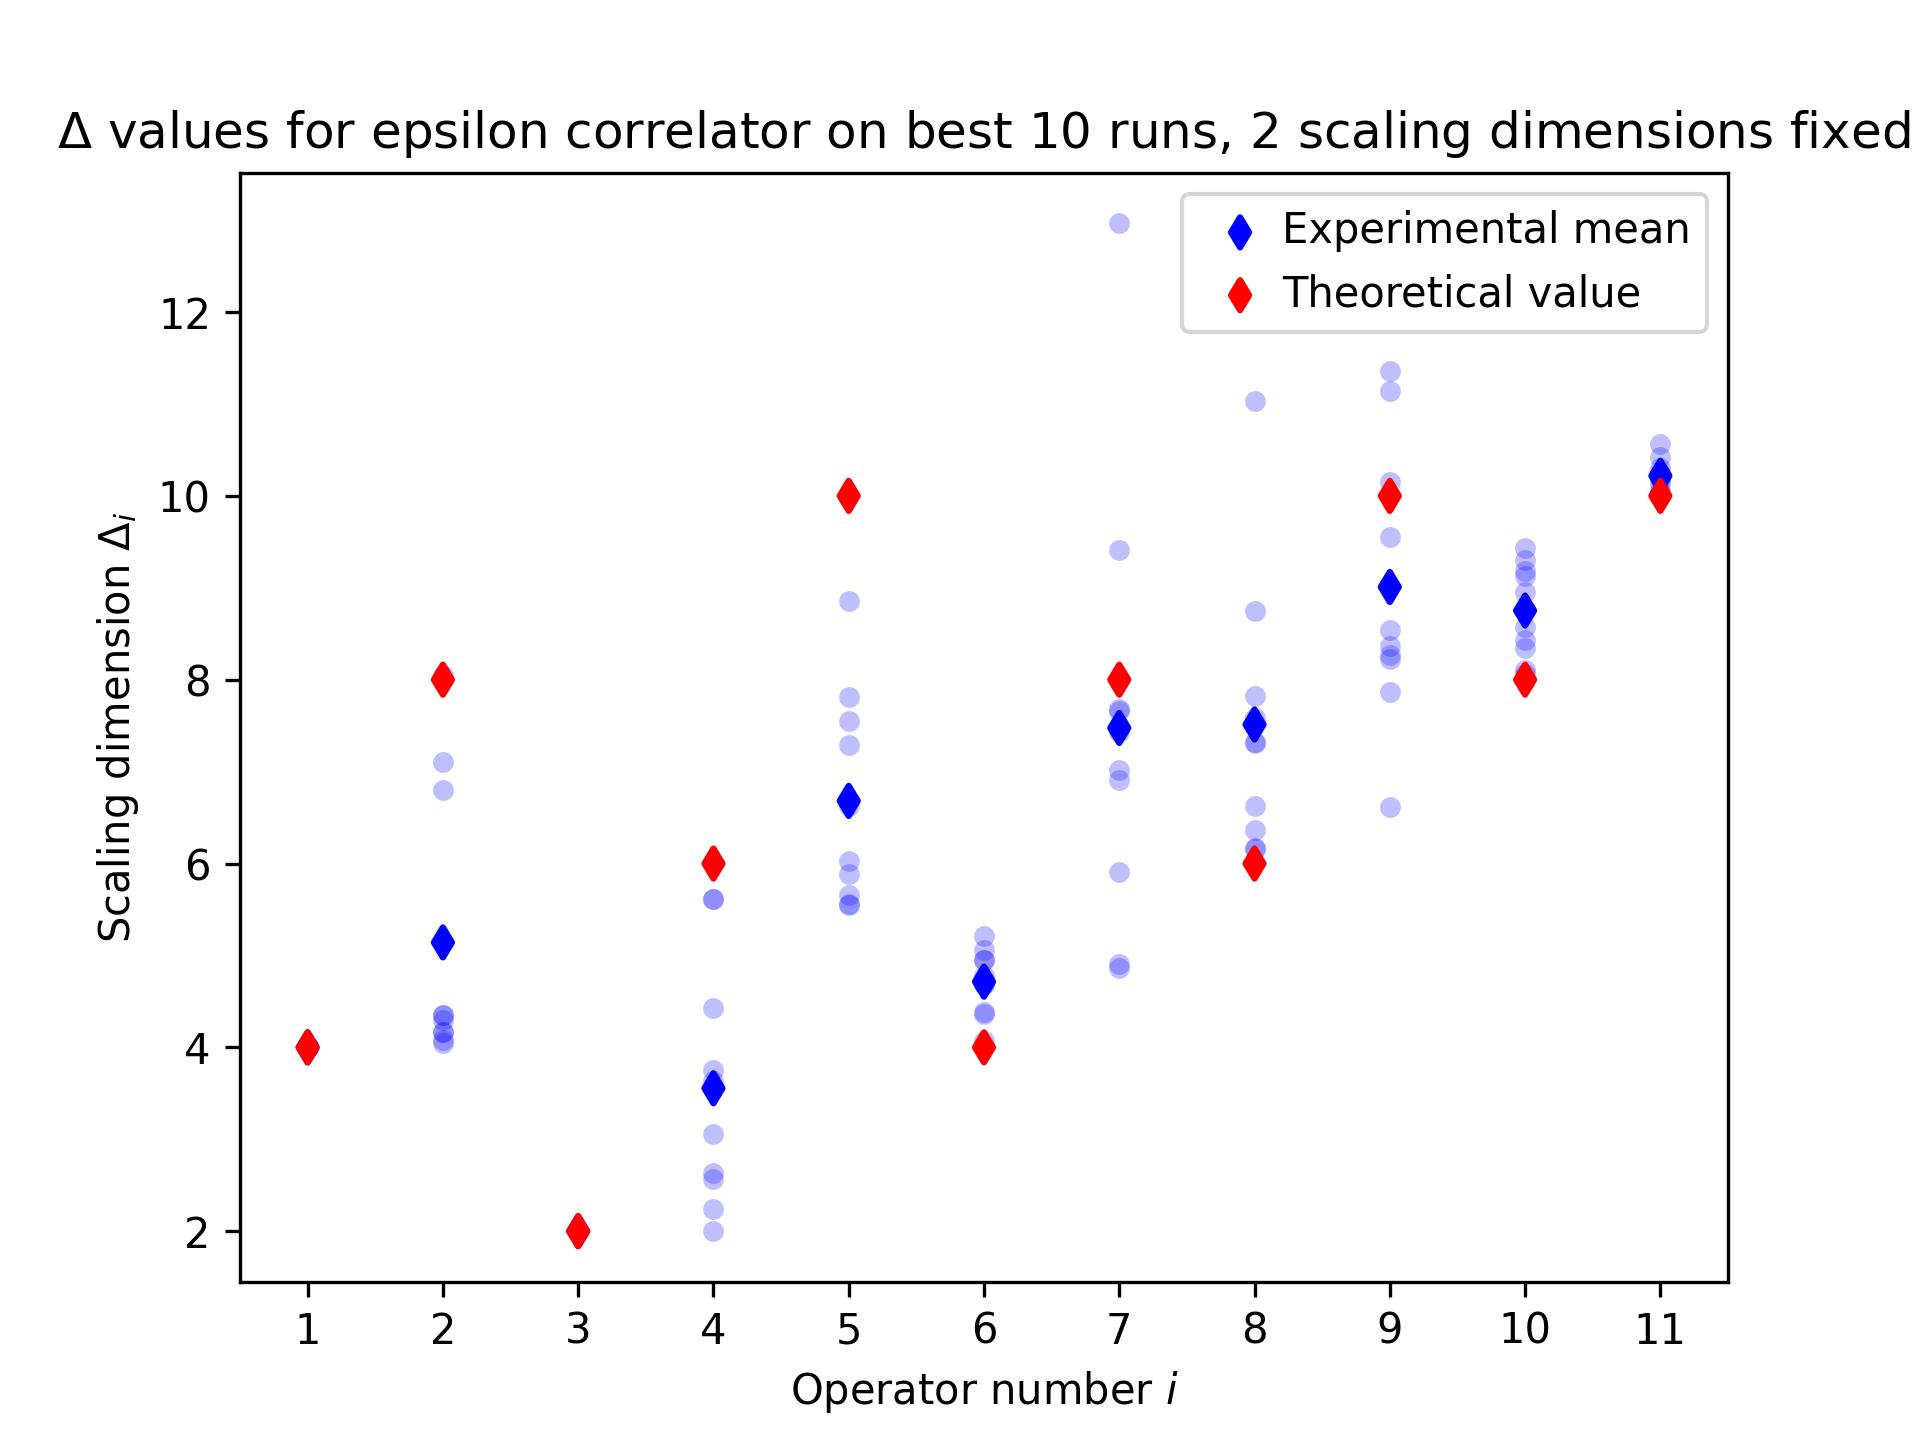 Δ values for epsilon correlator on best 10 runs, 2 scaling dimensions fixed
Experimental mean
Theoretical value
12
10
8
6
4
2
Scaling dimension Δi
1 2 3 4 5 6 7 8 9 10 11
Operator number i